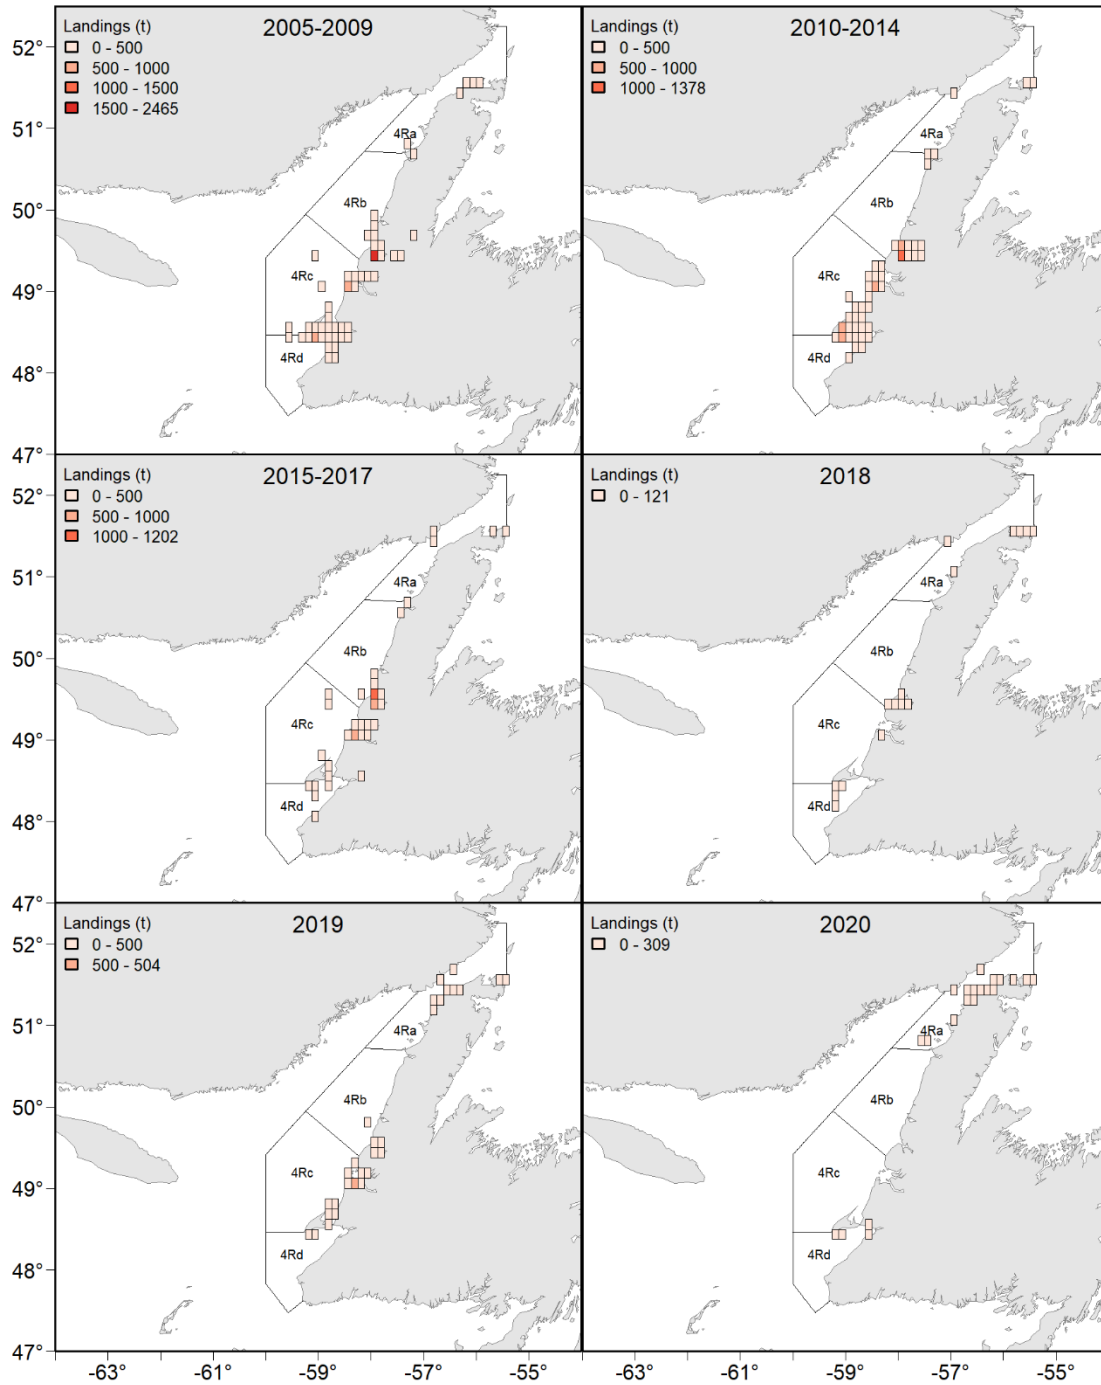 Landings (t)
2005-2009
0 - 500
500 - 1000
1000 - 1500
1500 - 2465
4Ra
4Rb
4Rc
4Rd
52°
51°
50°
49°
48°
47°
Landings (t)
2010-2014
0 - 500
500 - 1000
1000 - 1378
4Ra
4Rb
4Rc
4Rd
Landings (t)
2015-2017
0 - 500
500 - 1000
1000 - 1202
4Ra
4Rb
4Rc
4Rd
52°
51°
50°
49°
48°
47°
Landings (t)
2018
0 - 121
4Ra
4Rb
4Rc
4Rd
Landings (t)
2019
0 - 500
500 - 504
4Ra
4Rb
4Rc
4Rd
52°
51°
50°
49°
48°
47°
-63° -61° -59° -57° -55°
Landings (t)
2020
0 - 309
4Ra
4Rb
4Rc
4Rd
-63° -61° -59° -57° -55°